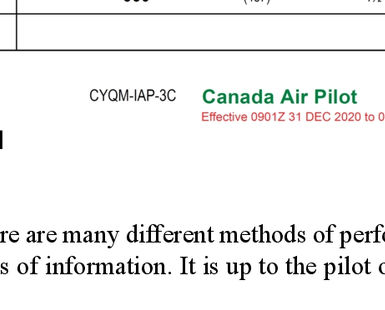 CYQM-IAP-3C
Canada Air Pilot
Effective 0901Z 31 DEC 2020 to 0
re are many different methods of perfo
s of information. It is up to the pilot